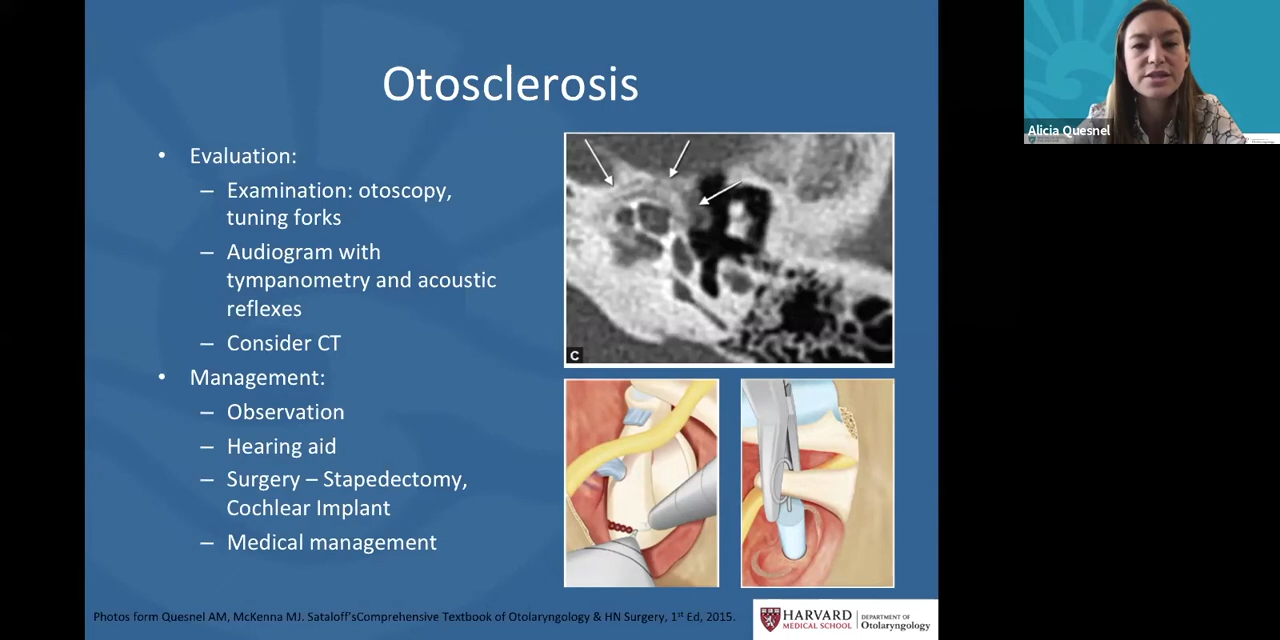 Otosclerosis
• Evaluation:
– Examination: otoscopy,
tuning forks
– Audiogram with
tympanometry and acoustic
reflexes
– Consider CT
• Management:
– Observation
– Hearing aid
– Surgery – Stapedectomy,
Cochlear Implant
– Medical management
C
Photos form Quesnel AM, McKenna MJ. Sataloff'sComprehensive Textbook of Otolaryngology & HN Surgery, 1st Ed, 2015.
HARVARD
MEDICAL SCHOOL
DEPARTMENT OF
Otolaryngology
Alicia Quesnel